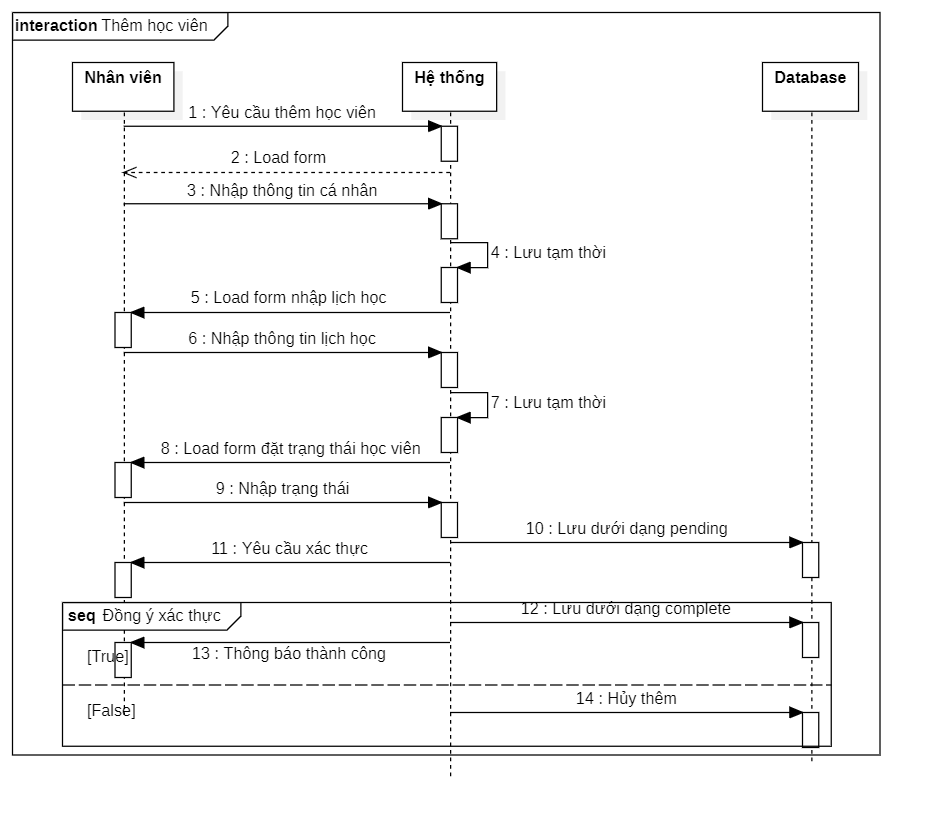 interaction Thêm học viên
Nhân viên
Hệ thống
Database
1 : Yêu cầu thêm học viên
2 : Load form
3 : Nhập thông tin cá nhân
4 : Lưu tạm thời
5 : Load form nhập lịch học
6 : Nhập thông tin lịch học
7 : Lưu tạm thời
8 : Load form đặt trạng thái học viên
9 : Nhập trạng thái
10 : Lưu dưới dạng pending
11 : Yêu cầu xác thực
seq Đồng ý xác thực
12 : Lưu dưới dạng complete
[True]
13 : Thông báo thành công
14 : Hủy thêm
[False]